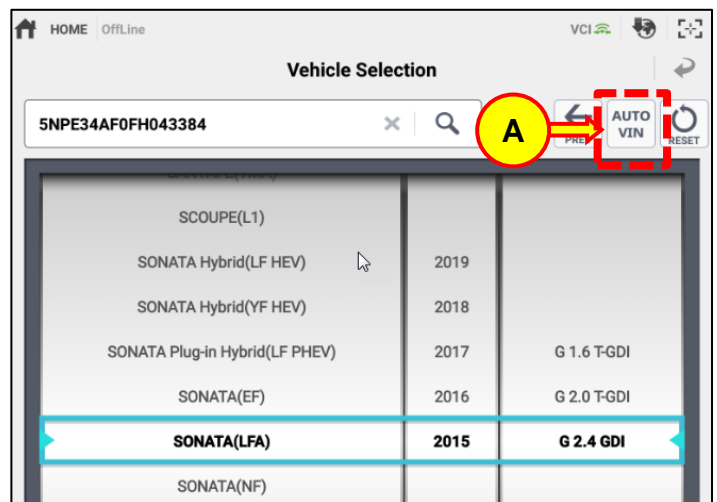 HOME OffLine VCI
Vehicle Selection
5NPE34AF0FH043384 × A AUTO VIN
RESET
SCOUPE(L1)
SONATA Hybrid(LF HEV) 2019
SONATA Hybrid(YF HEV) 2018
SONATA Plug-in Hybrid(LF PHEV) 2017 G 1.6 T-GDI
SONATA(EF) 2016 G 2.0 T-GDI
SONATA(LFA) 2015 G 2.4 GDI
SONATA(NF)